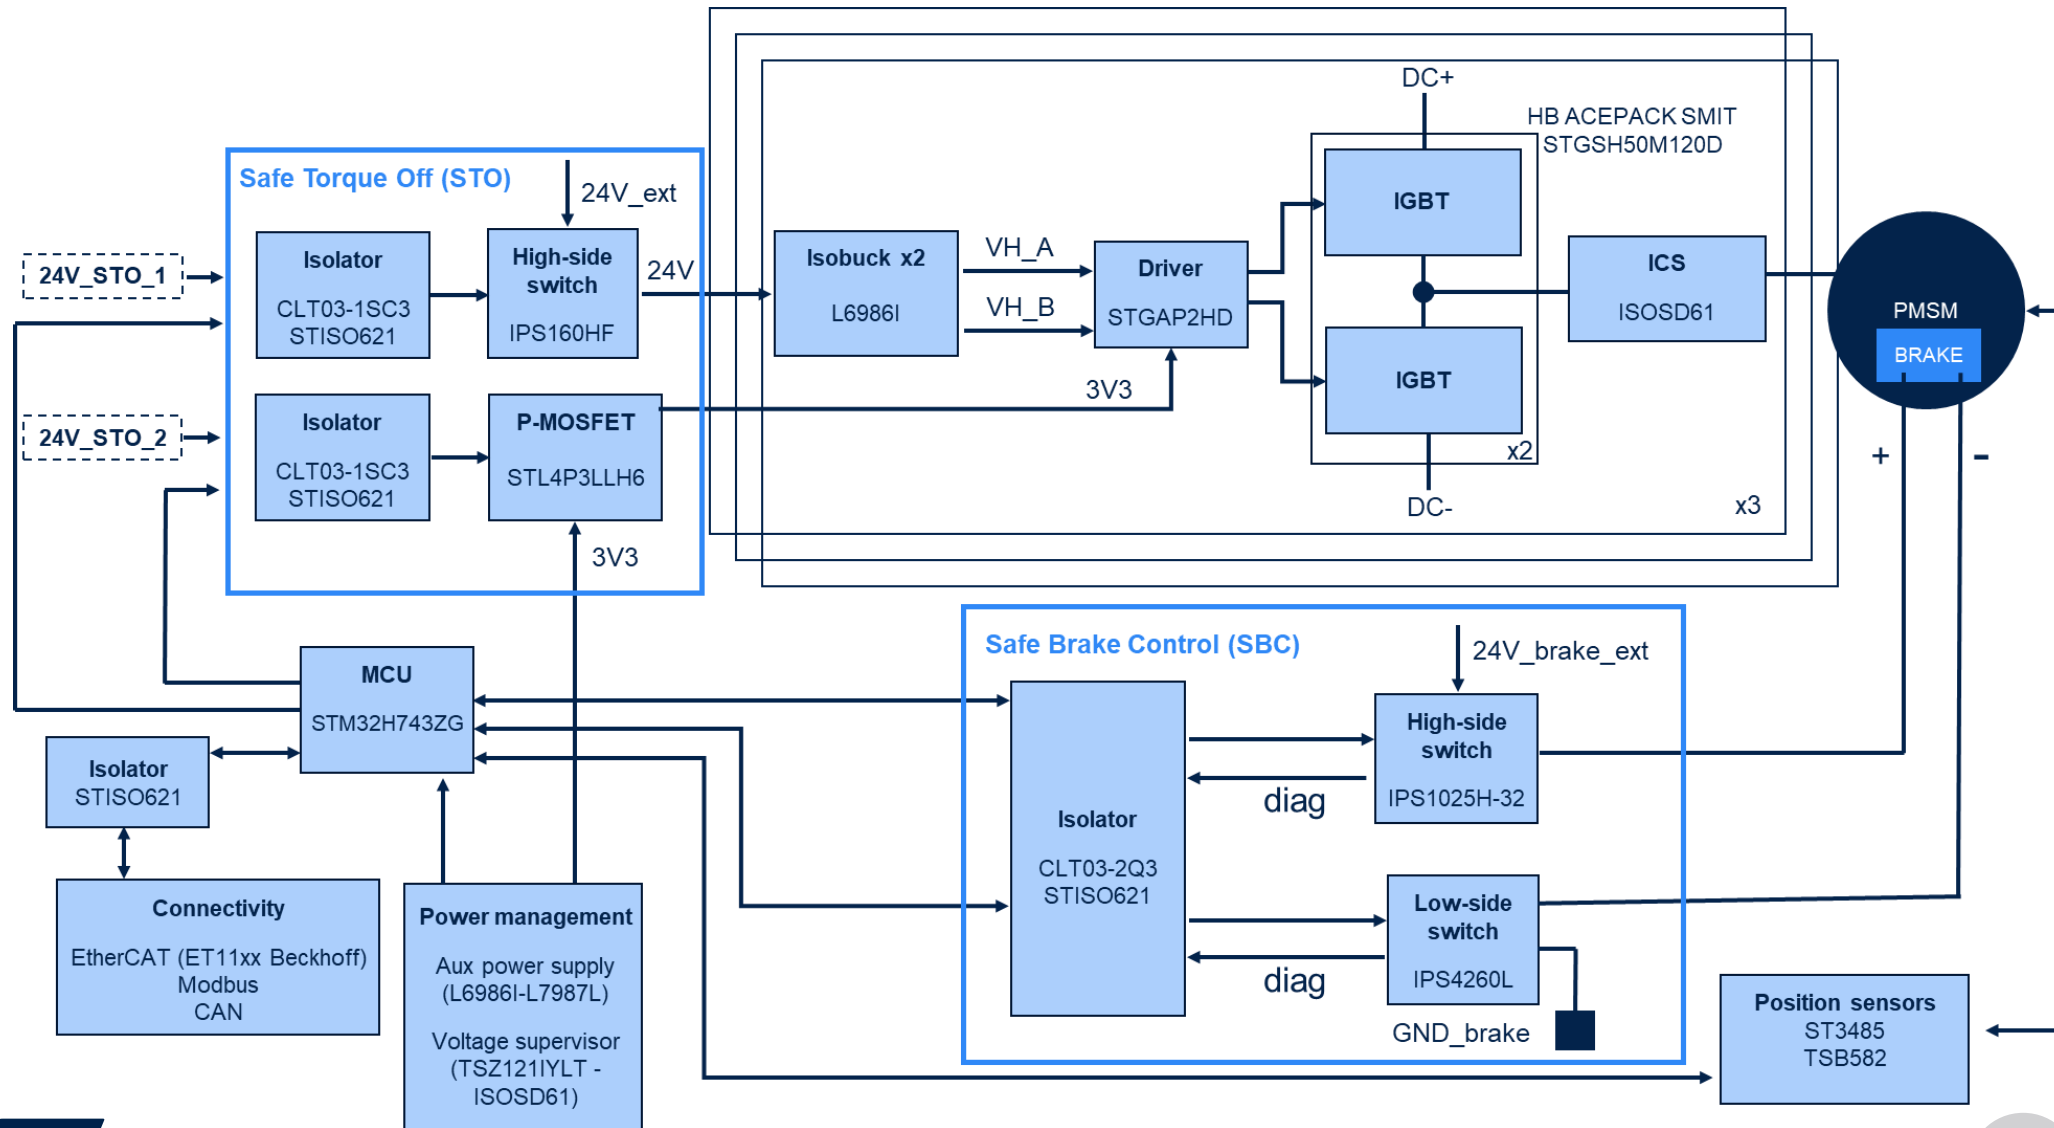 DC+
HB ACEPACK SMIT
STGSH50M120D
Safe Torque Off (STO)
24V_ext
24V_STO_1
Isolator
CLT03-1SC3
STISO621
High-side
switch
IPS160HF
24V
Isobuck x2
L6986I
VH_A
VH_B
Driver
STGAP2HD
IGBT
ICS
ISOSD61
PMSM
BRAKE
24V_STO_2
Isolator
CLT03-1SC3
STISO621
P-MOSFET
STL4P3LLH6
3V3
IGBT
x2
DC-
x3
+
-
3V3
Safe Brake Control (SBC)
24V_brake_ext
MCU
STM32H743ZG
Isolator
STISO621
Connectivity
EtherCAT (ET11xx Beckhoff)
Modbus
CAN
Power management
Aux power supply
(L6986I-L7987L)
Voltage supervisor
(TSZ121IYLT -
ISOSD61)
Isolator
CLT03-2Q3
STISO621
High-side
switch
IPS1025H-32
diag
Low-side
switch
IPS4260L
diag
GND_brake
Position sensors
ST3485
TSB582